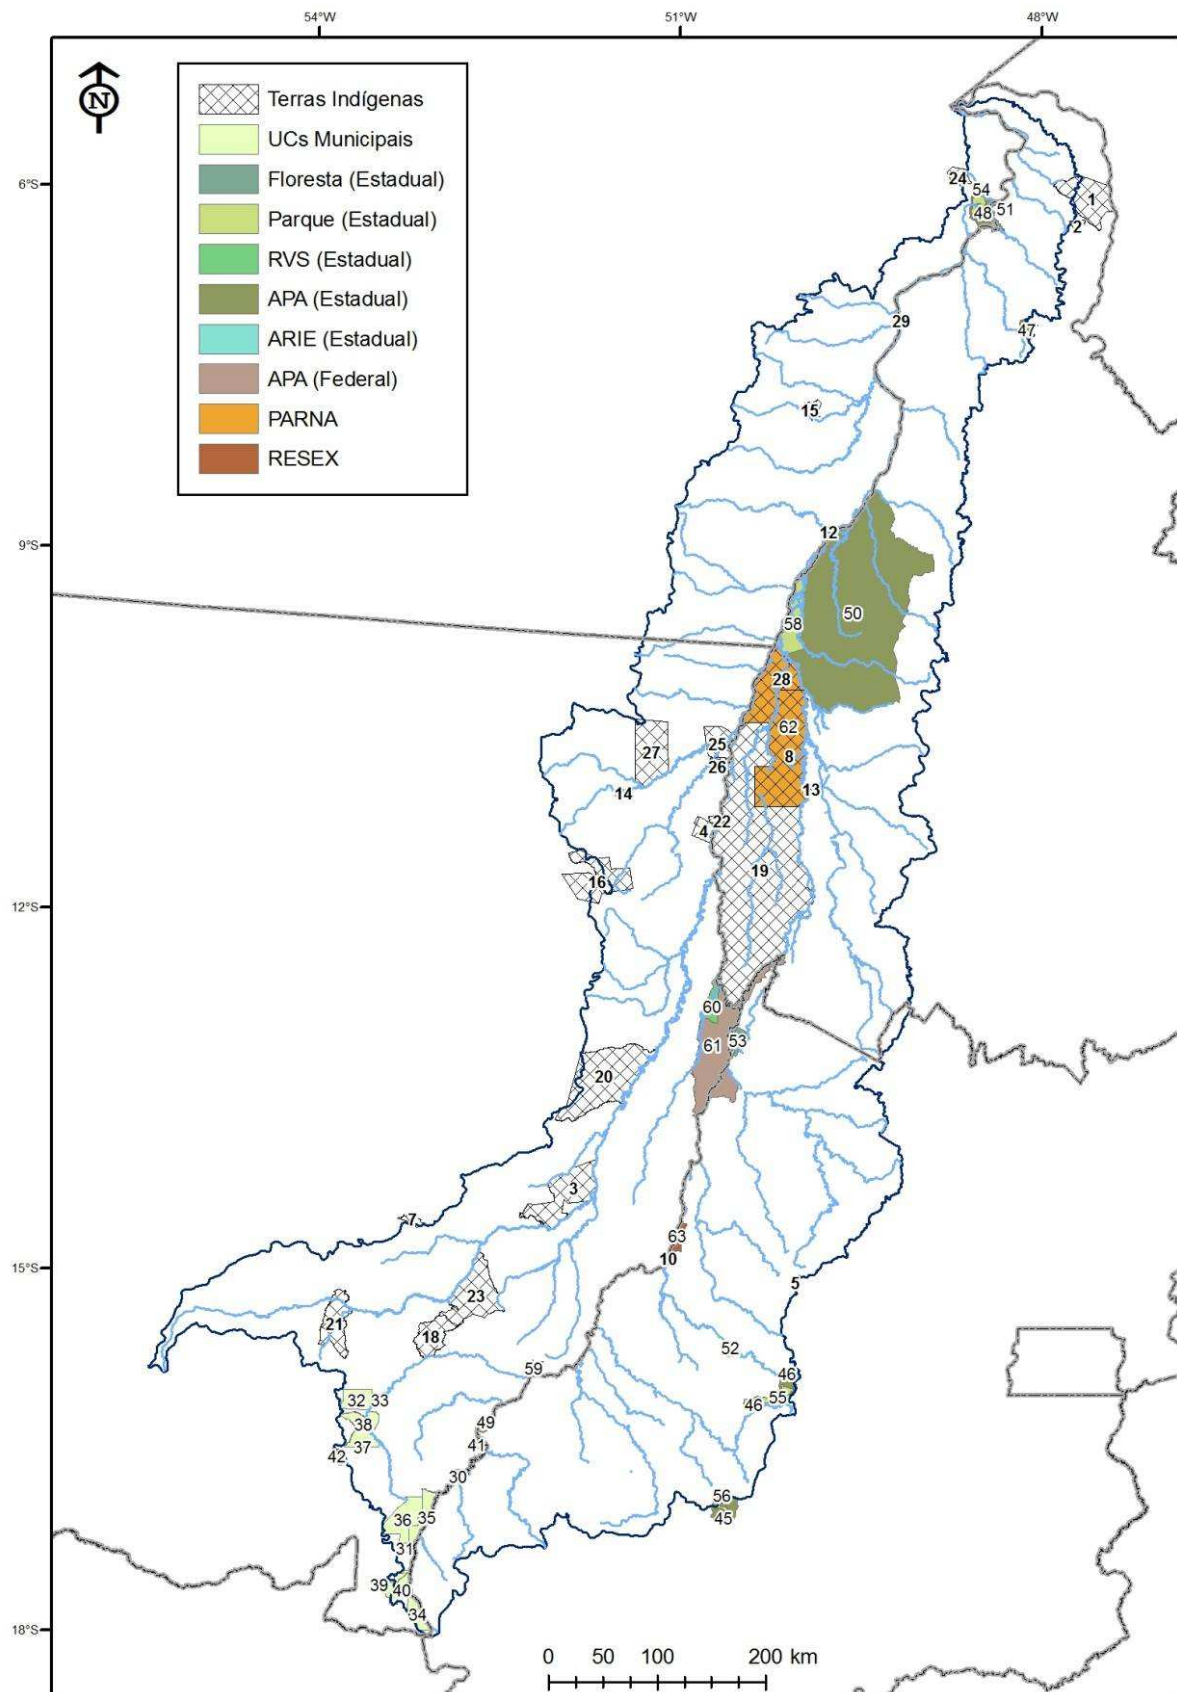 54°W 51°W 48°W
N
Terras Indígenas
UCs Municipais
Floresta (Estadual)
Parque (Estadual)
RVS (Estadual)
APA (Estadual)
ARIE (Estadual)
APA (Federal)
PARNA
RESEX
6°S
24
54
1
48 51
2
29
47
15
9°S
12
50
58
28
62
27 25
26 8
14 13
22
4
19
16
12°S
60
53
61
20
3
7
63
10
15°S
5
23
21
18
52
59
46
32 33
55
46
38
49
37
41
42
30
56
36 35
45
31
39 40
34
18°S
0 50 100 200 km